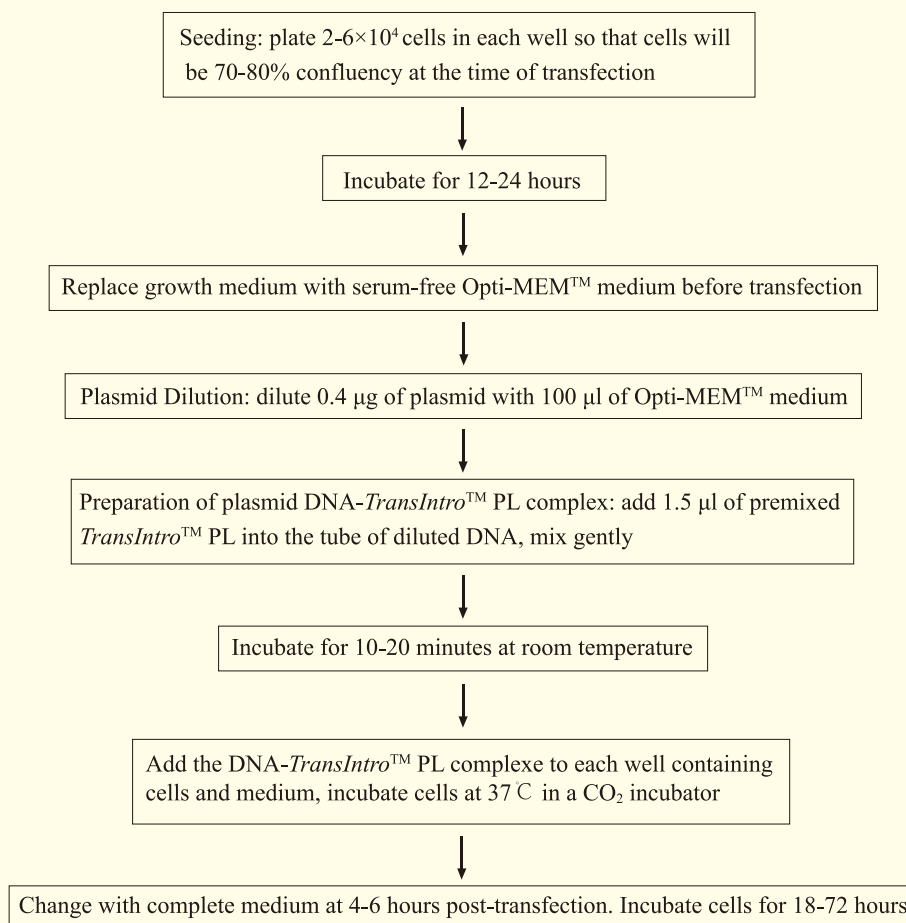 Seeding: plate 2-6×10⁴ cells in each well so that cells will
be 70-80% confluency at the time of transfection
Incubate for 12-24 hours
Replace growth medium with serum-free Opti-MEM™ medium before transfection
Plasmid Dilution: dilute 0.4 μg of plasmid with 100 μl of Opti-MEM™ medium
Preparation of plasmid DNA-TransIntro™ PL complex: add 1.5 μl of premixed
TransIntro™ PL into the tube of diluted DNA, mix gently
Incubate for 10-20 minutes at room temperature
Add the DNA-TransIntro™ PL complexe to each well containing
cells and medium, incubate cells at 37℃ in a CO₂ incubator
Change with complete medium at 4-6 hours post-transfection. Incubate cells for 18-72 hours